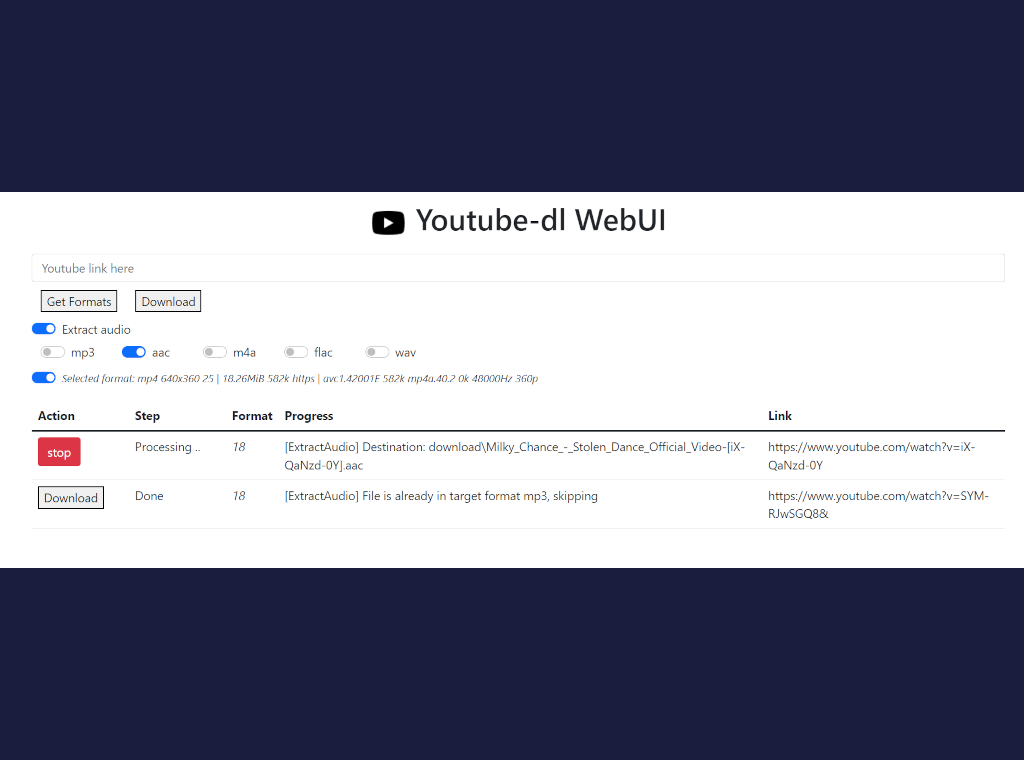 Youtube-dl WebUI
Youtube link here
Get Formats Download
Extract audio
mp3 aac m4a flac wav
Selected format: mp4 640x360 25 | 18.26MiB 582k https | avc1.42001E 582k mp4a.40.2 0k 48000Hz 360p
Action Step Format Progress Link
stop Processing .. 18 [ExtractAudio] Destination: download\Milky_Chance_-_Stolen_Dance_Official_Video-[iX- https://www.youtube.com/watch?v=iX-
QaNzd-0Y].aac QaNzd-0Y
Download Done 18 [ExtractAudio] File is already in target format mp3, skipping https://www.youtube.com/watch?v=SYM-
RJwSGQ8&